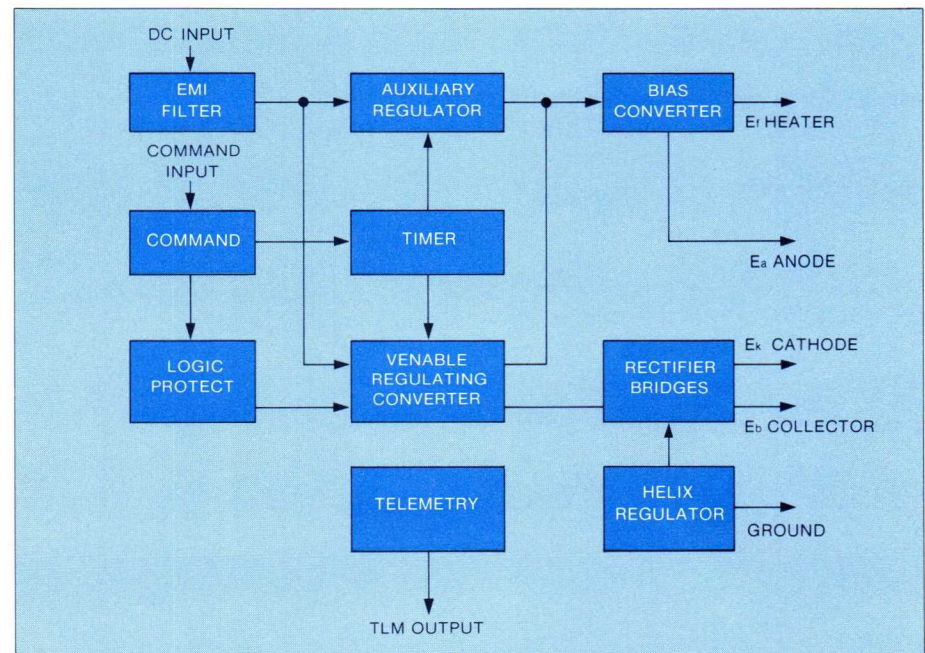 DC INPUT
EMI
FILTER
AUXILIARY
REGULATOR
BIAS
CONVERTER
Ef HEATER
COMMAND
INPUT
COMMAND
TIMER
Ea ANODE
LOGIC
PROTECT
VENABLE
REGULATING
CONVERTER
RECTIFIER
BRIDGES
Ek CATHODE
Eb COLLECTOR
TELEMETRY
HELIX
REGULATOR
GROUND
TLM OUTPUT